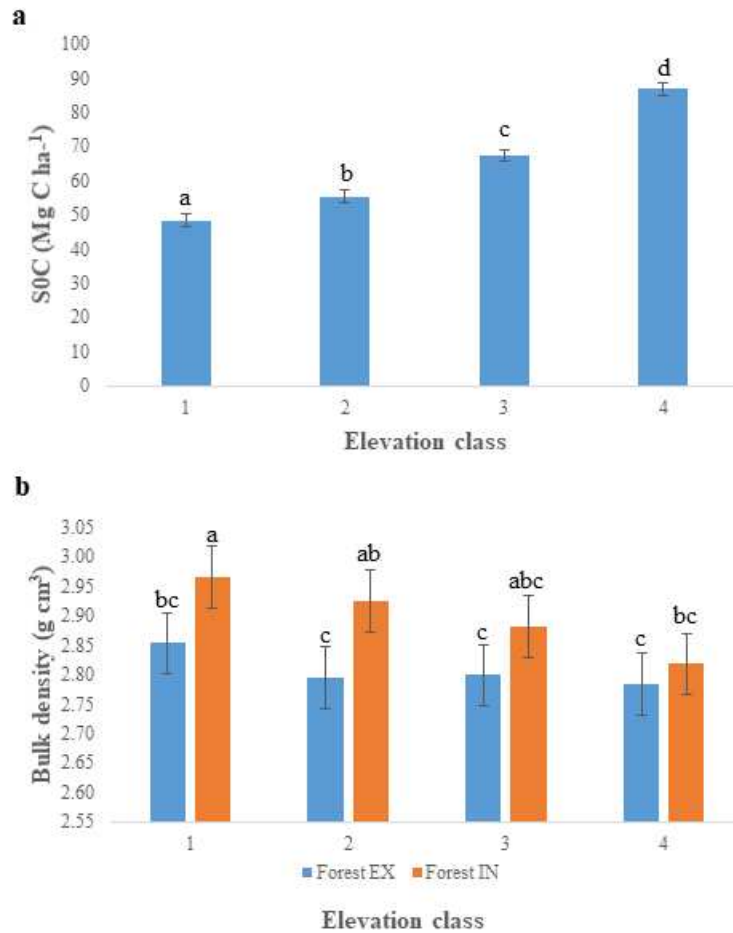 a
100
90
80
70
60
50
40
30
20
10
0
S0C (Mg C ha-¹)
a
b
c
d
1 2 3 4
Elevation class
b
3.05
3.00
2.95
2.90
2.85
2.80
2.75
2.70
2.65
2.60
2.55
Bulk density (g cm³)
bc a c ab c abc c bc
1 2 3 4
Forest EX Forest IN
Elevation class